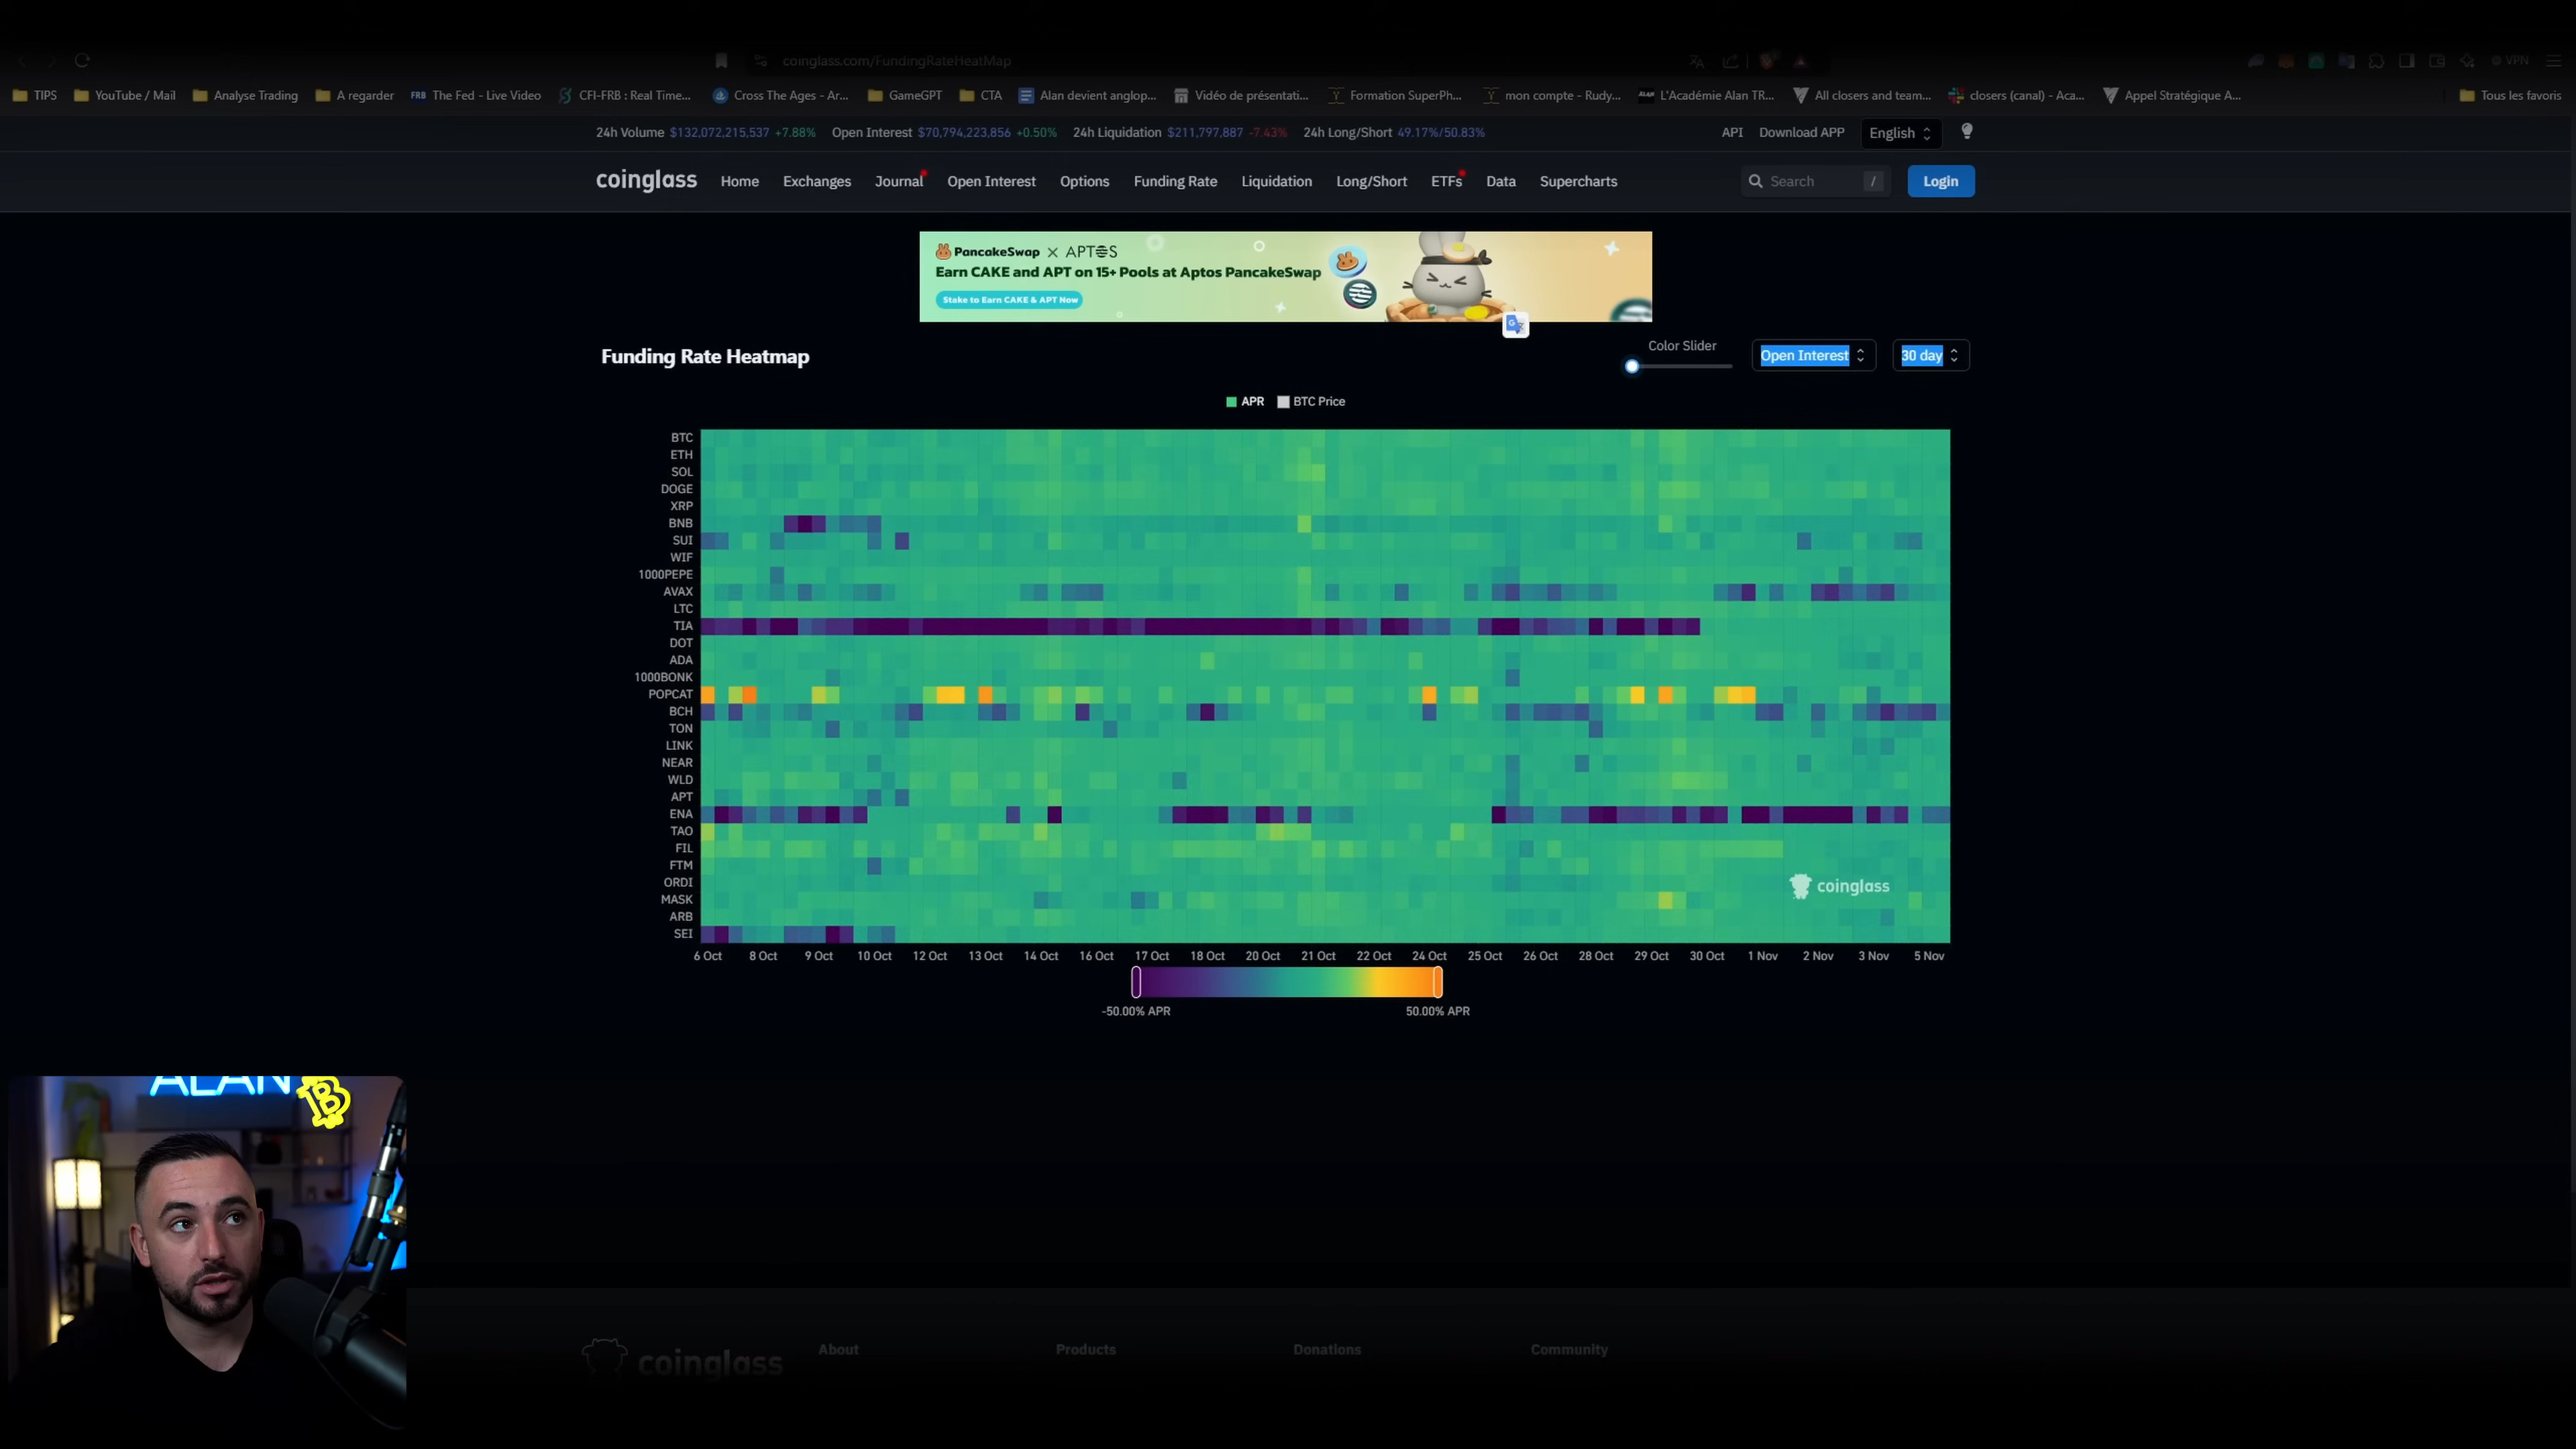 coinglass.com/FundingRateHeatMap
VPN
TIPS YouTube / Mail Analyse Trading A regarder FRB The Fed - Live Video CFI-FRB : Real Time... Cross The Ages - Ar... GameGPT CTA Alan devient anglop... Vidéo de présentati... Formation SuperPh... mon compte - Rudy... L'Académie Alan TR... All closers and team... closers (canal) - Aca... Appel Stratégique A... Tous les favoris
24h Volume $132,072,215,537 +7.88% Open Interest $70,794,223,856 +0.50% 24h Liquidation $211,797,887 -7.43% 24h Long/Short 49.17%/50.83% API Download APP English
coinglass Home Exchanges Journal Open Interest Options Funding Rate Liquidation Long/Short ETFs Data Supercharts Search / Login
PancakeSwap X APTOS
Earn CAKE and APT on 15+ Pools at Aptos PancakeSwap
Stake to Earn CAKE & APT Now
Funding Rate Heatmap Color Slider Open Interest 30 day
APR BTC Price
BTC
ETH
SOL
DOGE
XRP
BNB
SUI
WIF
1000PEPE
AVAX
LTC
TIA
DOT
ADA
1000BONK
POPCAT
BCH
TON
LINK
NEAR
WLD
APT
ENA
TAO
FIL
FTM
ORDI
coinglass
MASK
ARB
SEI
6 Oct 8 Oct 9 Oct 10 Oct 12 Oct 13 Oct 14 Oct 16 Oct 17 Oct 18 Oct 20 Oct 21 Oct 22 Oct 24 Oct 25 Oct 26 Oct 28 Oct 29 Oct 30 Oct 1 Nov 2 Nov 3 Nov 5 Nov
-50.00% APR 50.00% APR
ALAN
coinglass About Products Donations Community